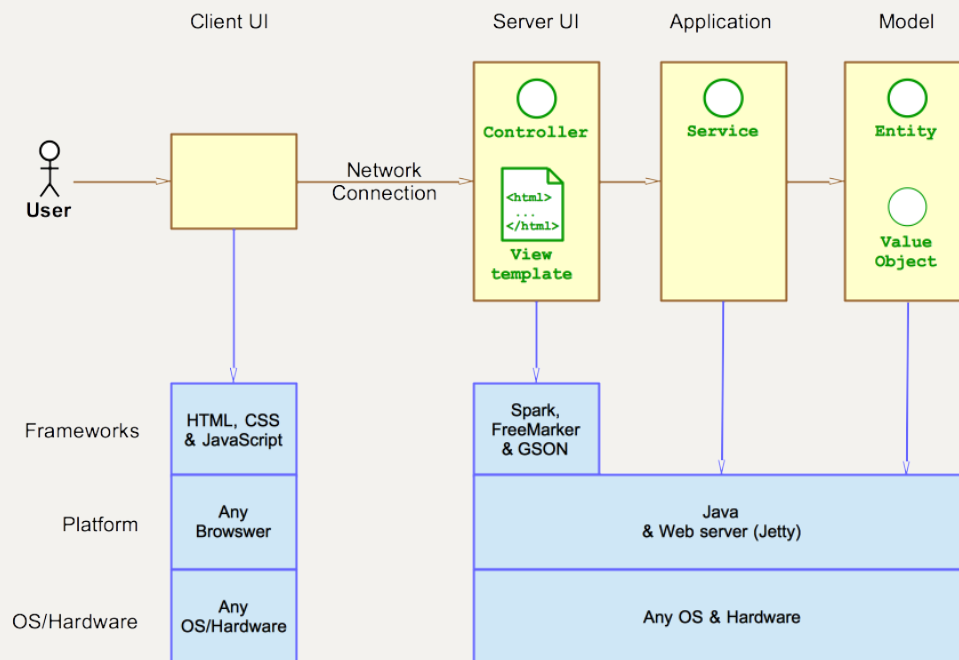 Client UI
Server UI
Application
Model
User
Network
Connection
Controller
<html>
...
</html>
View
template
Service
Entity
Value
Object
Frameworks
HTML, CSS
& JavaScript
Spark,
FreeMarker
& GSON
Platform
Any
Browswer
Java
& Web server (Jetty)
OS/Hardware
Any
OS/Hardware
Any OS & Hardware